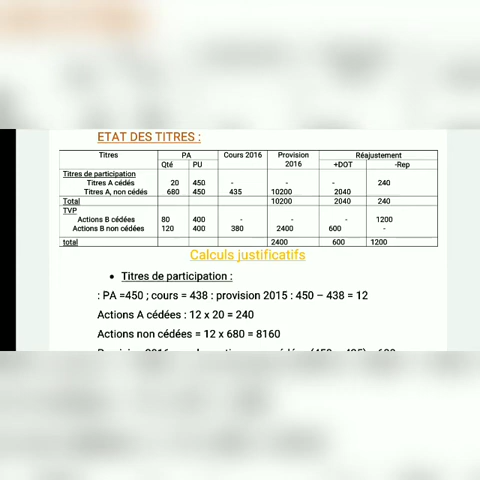 ETAT DES TITRES :
Titres PA Cours 2016 Provision 2016 Réajustement
Qté PU +DOT -Rep
Titres de participation
Titres A cédés 20 450 - - - 240
Titres A, non cédés 680 450 435 10200 2040
Total 10200 2040 240
TVP
Actions B cédées 80 400 - - - 1200
Actions B non cédées 120 400 380 2400 600 -
total 2400 600 1200
Calculs justificatifs
• Titres de participation :
: PA =450 ; cours = 438 : provision 2015 : 450 – 438 = 12
Actions A cédées : 12 x 20 = 240
Actions non cédées = 12 x 680 = 8160